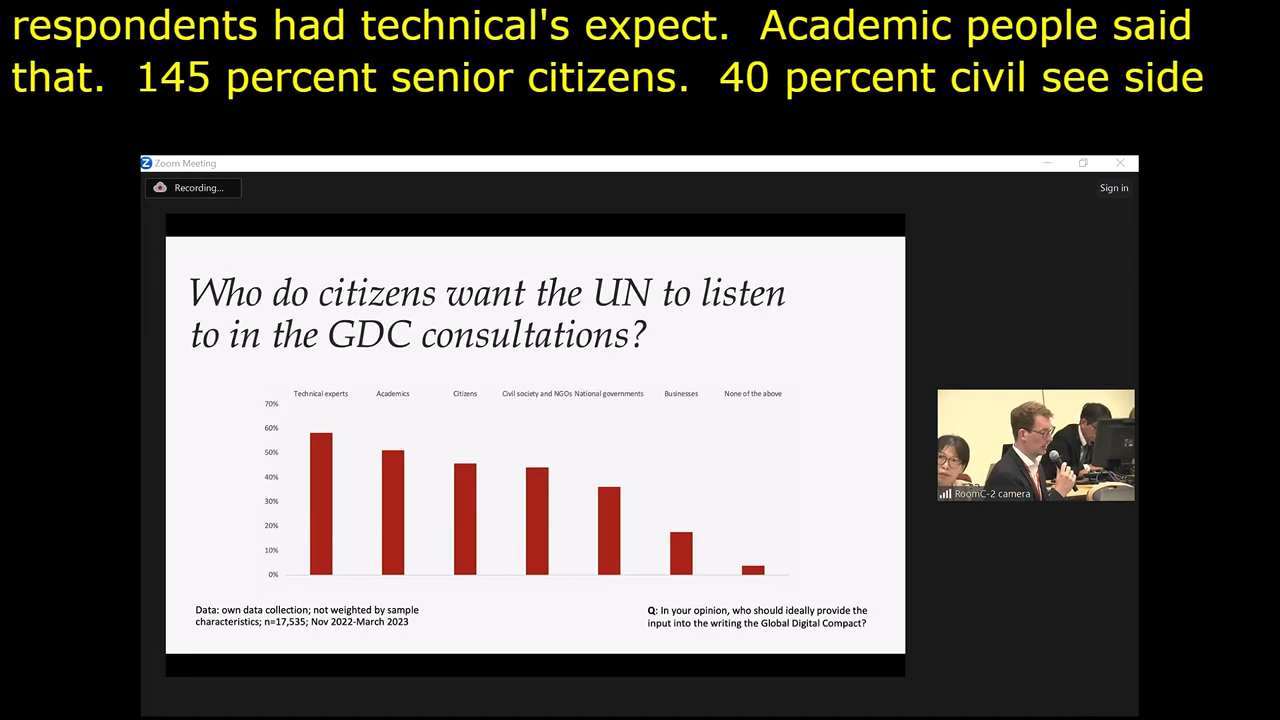 respondents had technical's expect.  Academic people said
that.  145 percent senior citizens.  40 percent civil see side
Zoom Meeting
Recording...
Sign in
Who do citizens want the UN to listen
to in the GDC consultations?
Technical experts Academics Citizens Civil society and NGOs National governments Businesses None of the above
70%
60%
50%
40%
30%
20%
10%
0%
Data: own data collection; not weighted by sample
characteristics; n=17,535; Nov 2022-March 2023
Q: In your opinion, who should ideally provide the
input into the writing the Global Digital Compact?
RoomC-2 camera